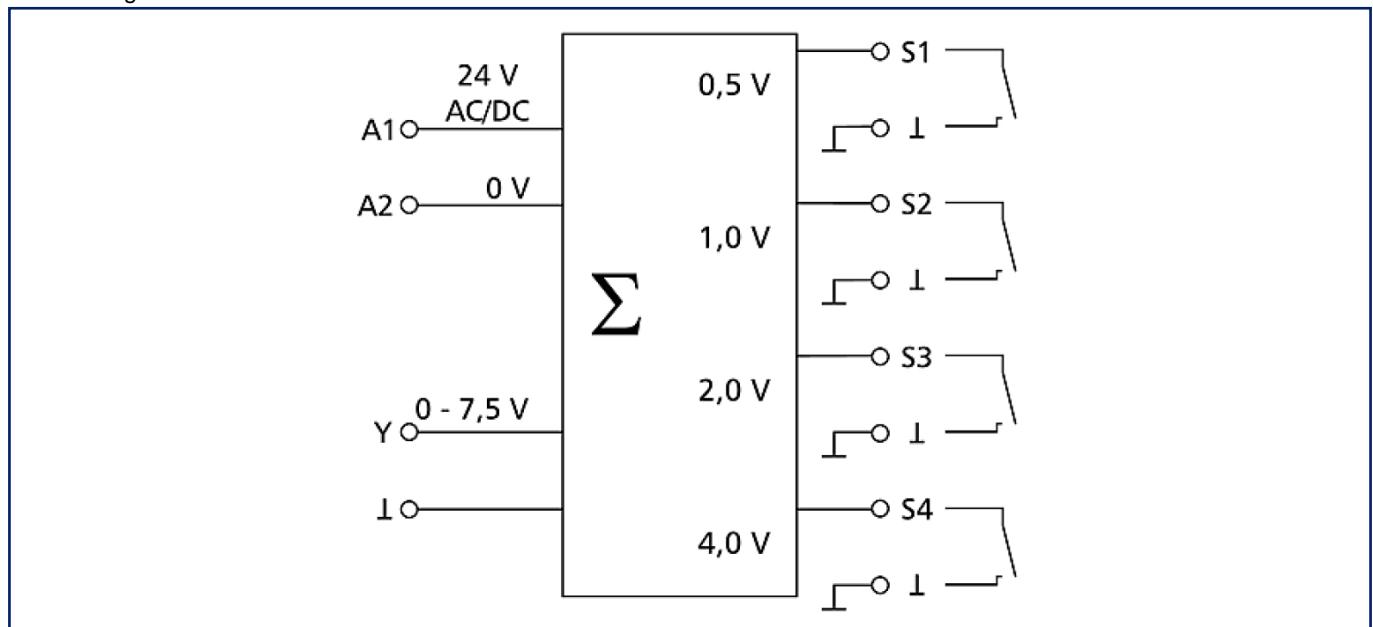 24 V
AC/DC
A1
0 V
A2
Σ
0 - 7,5 V
Y
⊥
0,5 V
S1
⊥
1,0 V
S2
⊥
2,0 V
S3
⊥
4,0 V
S4
⊥